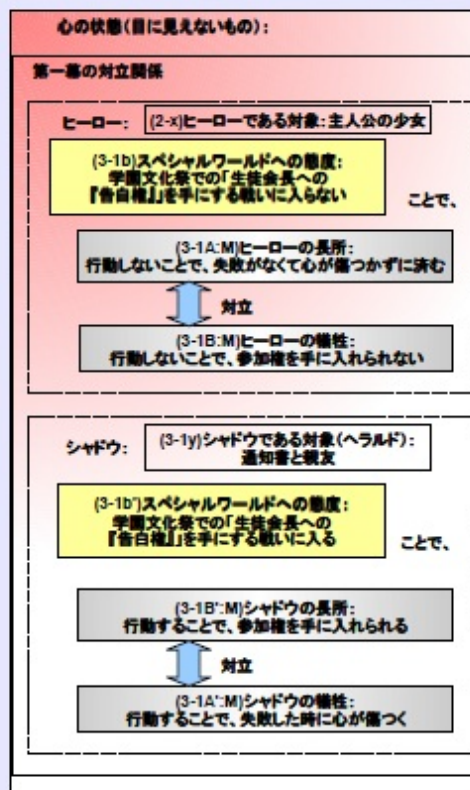 心の状態(目に見えないもの):
第一幕の対立関係
ヒーロー: (2-x)ヒーローである対象:主人公の少女
(3-1b)スペシャルワールドへの態度:
学園文化祭での「生徒会長への
『告白権』」を手にする戦いに入らない
ことで、
(3-1A:M)ヒーローの長所:
行動しないことで、失敗がなくて心が傷つかずに済む
対立
(3-1B:M)ヒーローの犠牲:
行動しないことで、参加権を手に入れられない
シャドウ: (3-1y)シャドウである対象(ヘラルド):
通知書と親友
(3-1b')スペシャルワールドへの態度:
学園文化祭での「生徒会長への
『告白権』」を手にする戦いに入る
ことで、
(3-1B':M)シャドウの長所:
行動することで、参加権を手に入れられる
対立
(3-1A':M)シャドウの犠牲:
行動することで、失敗した時に心が傷つく